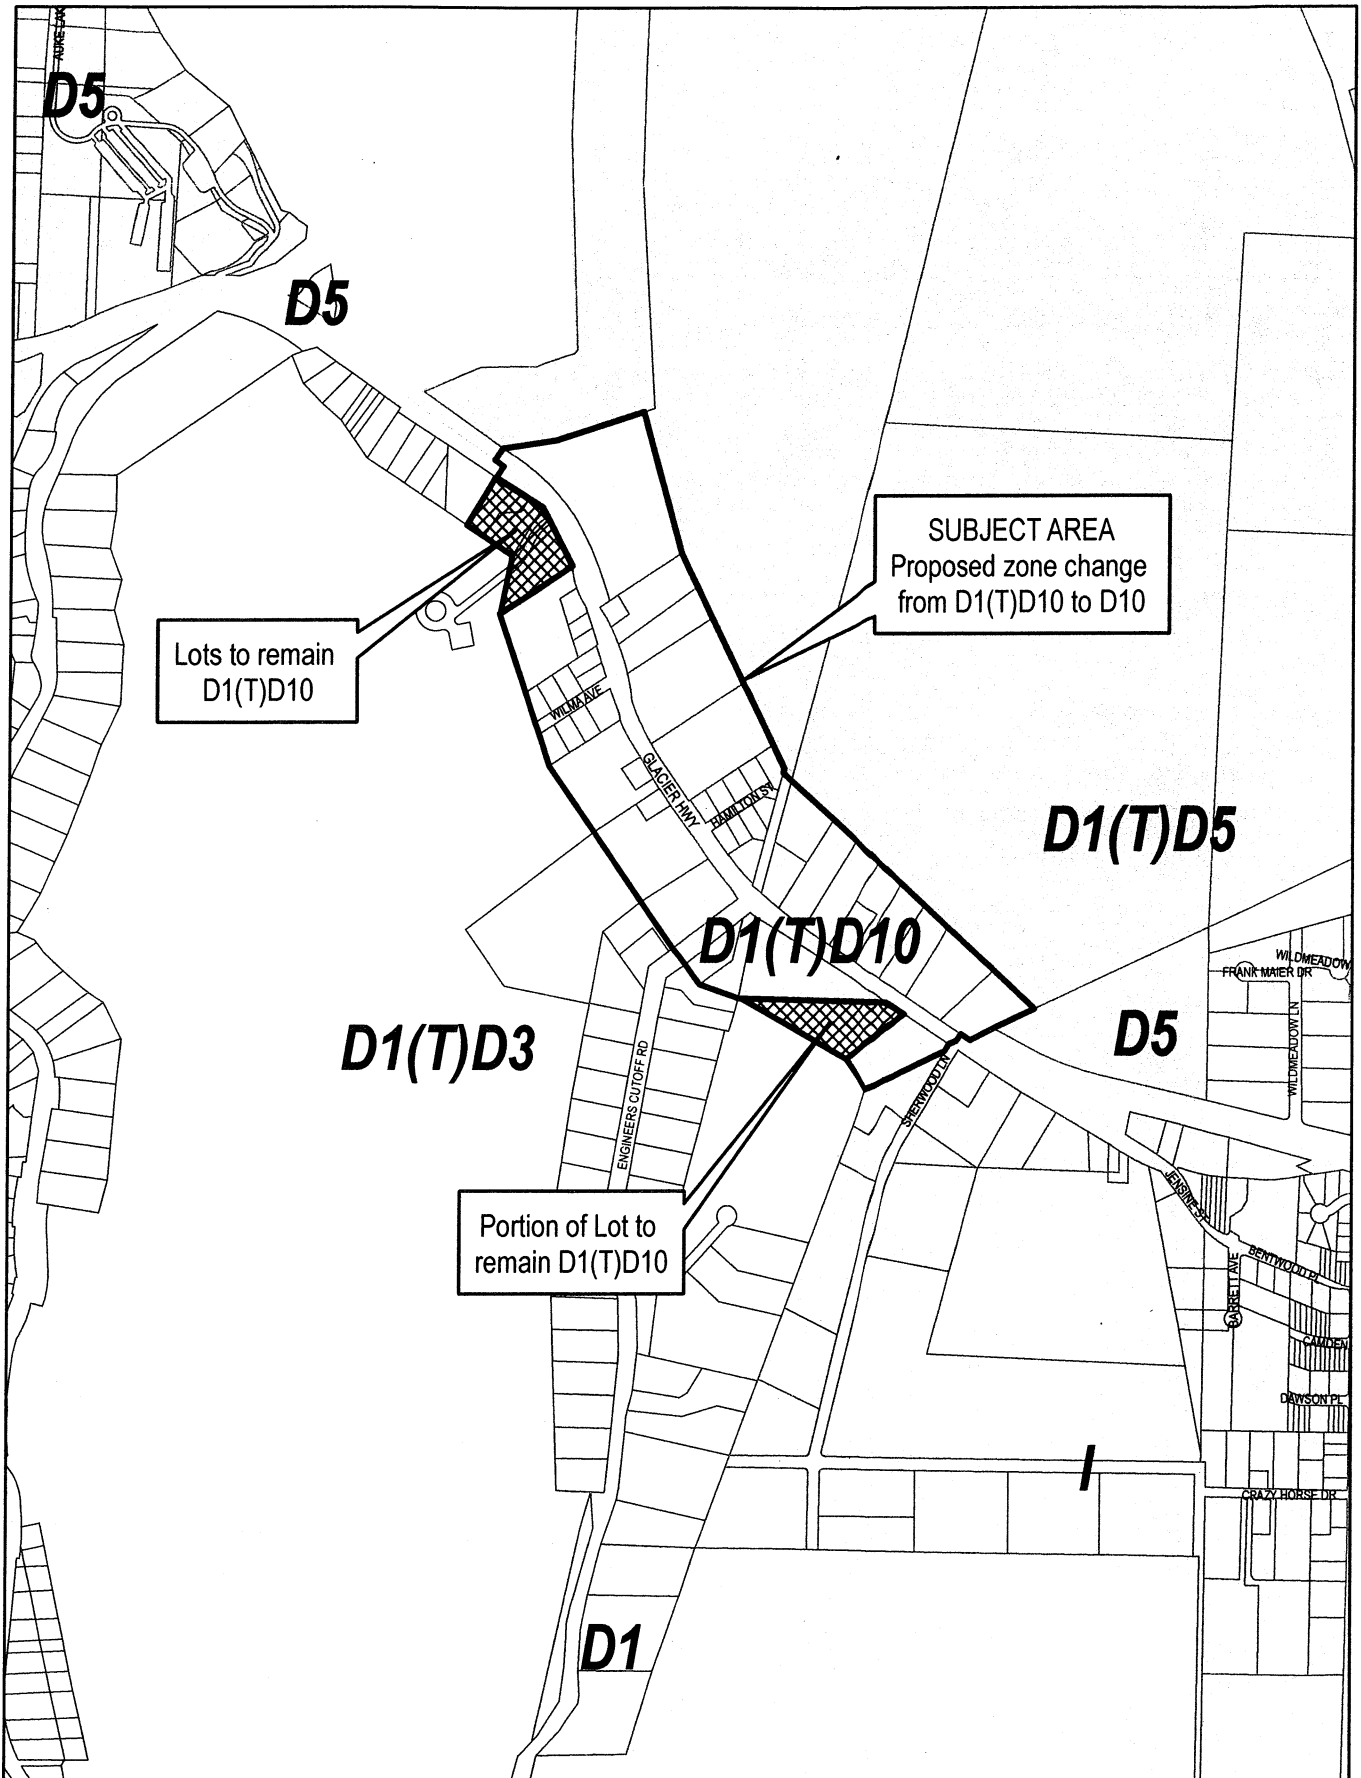 AUKE LAK
D5
D5
SUBJECT AREA
Proposed zone change
from D1(T)D10 to D10
Lots to remain
D1(T)D10
WILMA AVE
GLACIER HWY
HAMILTON ST
D1(T)D5
D1(T)D10
WILDMEADOW
FRANK MAIER DR
WILDMEADOW LN
D5
D1(T)D3
ENGINEERS CUTOFF RD
SHERWOOD LN
Portion of Lot to
remain D1(T)D10
JENSINE ST
BENTWOOD PL
BARRETT AVE
CAMDEN
DAWSON PL
I
CRAZY HORSE DR
D1